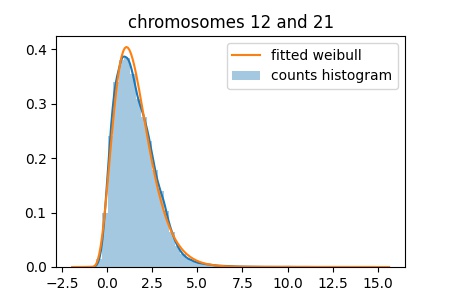 chromosomes 12 and 21
fitted weibull
counts histogram
0.4
0.3
0.2
0.1
0.0
−2.5 0.0 2.5 5.0 7.5 10.0 12.5 15.0